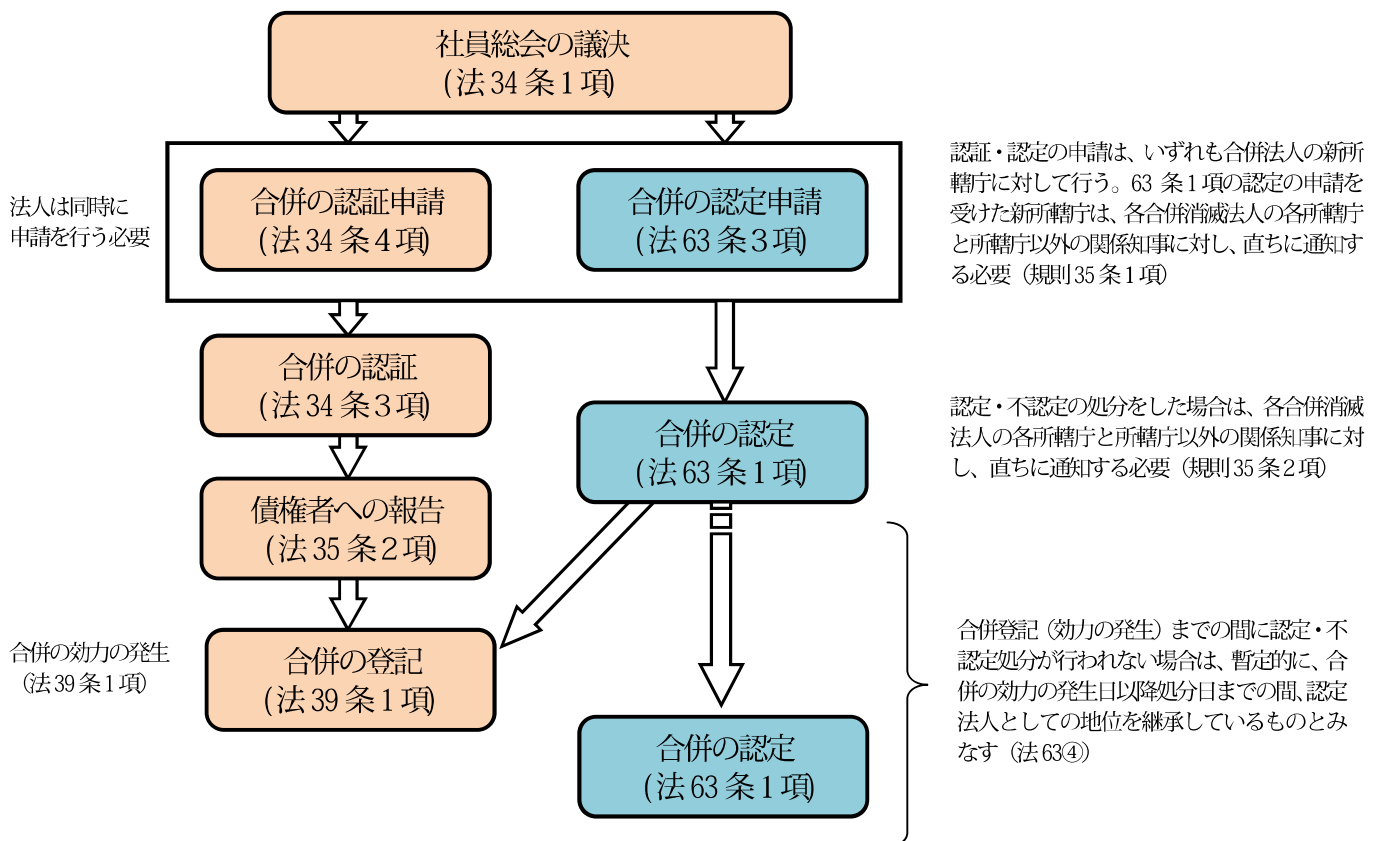 社員総会の議決
(法34条1項)
法人は同時に
申請を行う必要
合併の認証申請
(法34条4項)
合併の認定申請
(法63条3項)
認証・認定の申請は、いずれも合併法人の新所
轄庁に対して行う。63 条1項の認定の申請を
受けた新所轄庁は、各合併消滅法人の各所轄庁
と所轄庁以外の関係知事に対し、直ちに通知す
る必要（規則35条1項）
合併の認証
(法34条3項)
合併の認定
(法63条1項)
認定・不認定の処分をした場合は、各合併消滅
法人の各所轄庁と所轄庁以外の関係知事に対
し、直ちに通知する必要（規則35条2項）
債権者への報告
(法35条2項)
合併の効力の発生
（法39条1項）
合併の登記
(法39条1項)
合併登記（効力の発生）までの間に認定・不
認定処分が行われない場合は、暫定的に、合
併の効力の発生日以降処分日までの間、認定
法人としての地位を継承しているものとみ
なす（法63④）
合併の認定
(法63条1項)